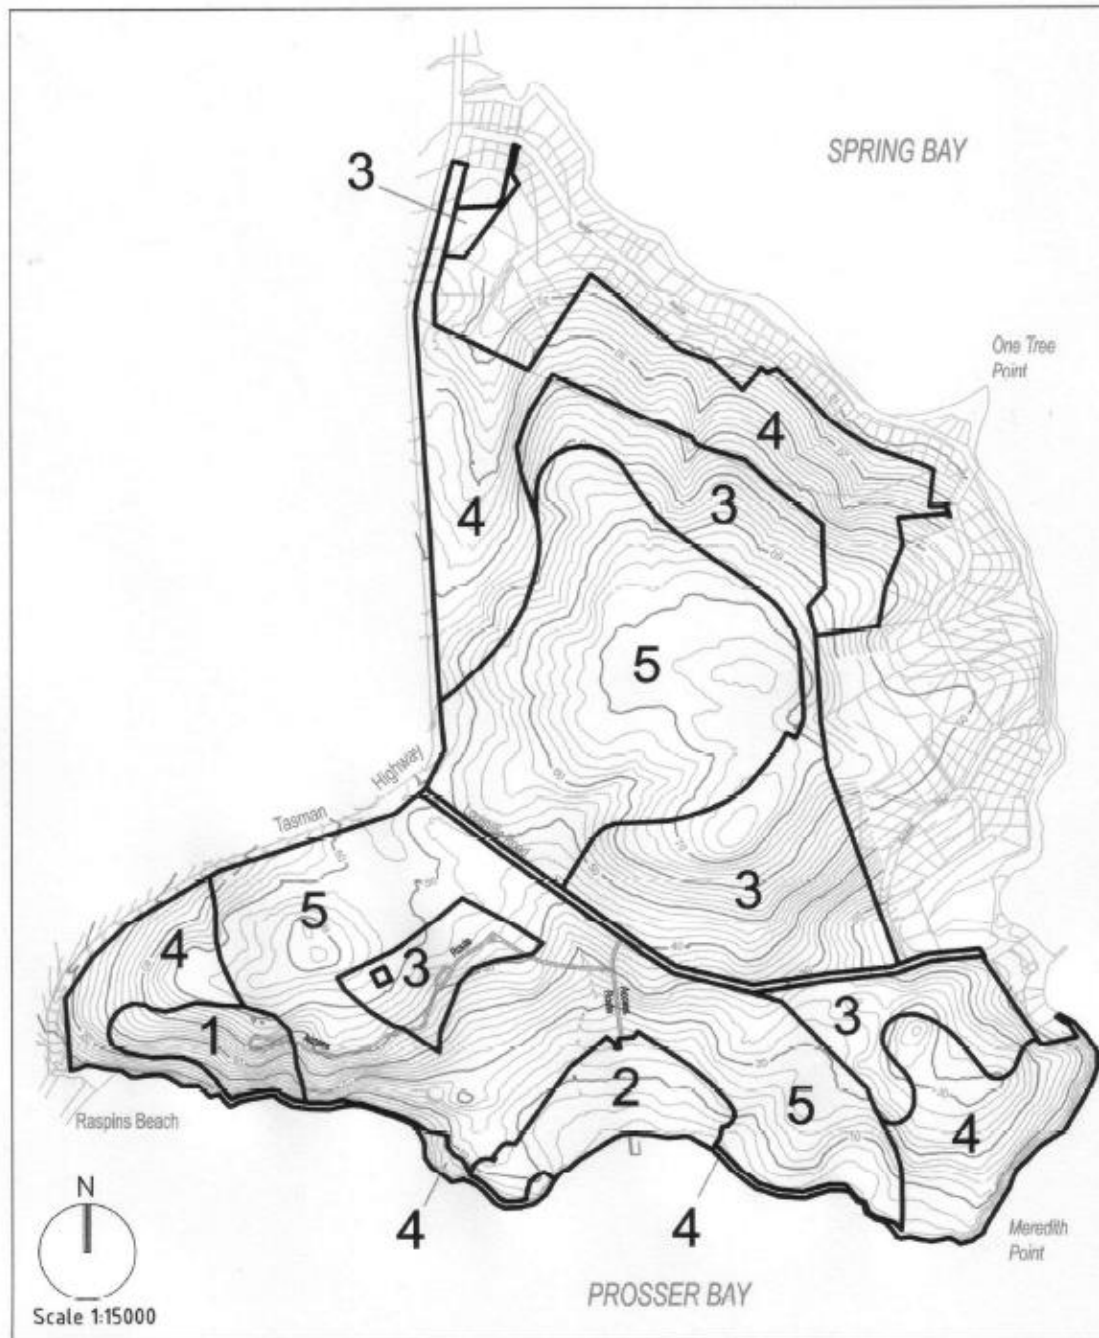 SPRING BAY
3
One Tree
Point
4
3
4
5
Tasman
Highway
3
5
4
3
3
1
2
5
4
Raspins Beach
N
4
4
Meredith
Point
PROSSER BAY
Scale 1:15000